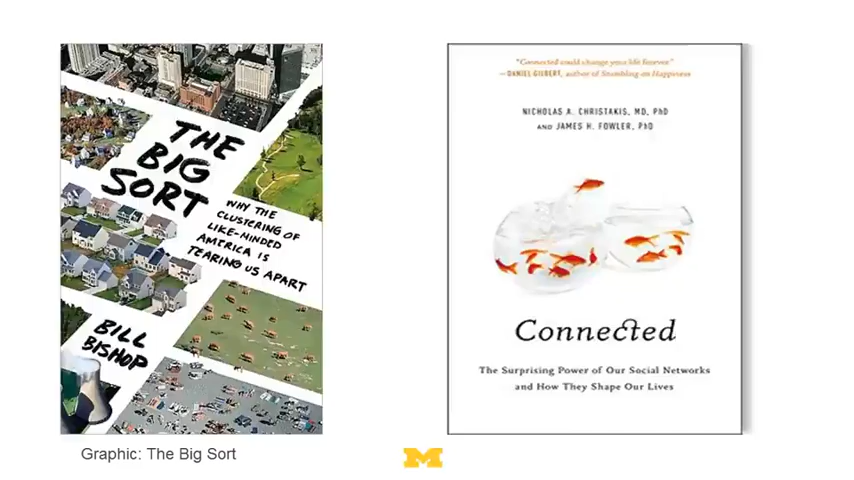 THE
BIG
SORT
WHY THE
CLUSTERING OF
LIKE-MINDED
AMERICA IS
TEARING US APART
BILL
BISHOP
Graphic: The Big Sort
"Connected could change your life forever."
—DANIEL GILBERT, author of Stumbling on Happiness
NICHOLAS A. CHRISTAKIS, MD, PhD
AND JAMES H. FOWLER, PhD
Connected
The Surprising Power of Our Social Networks
and How They Shape Our Lives
M